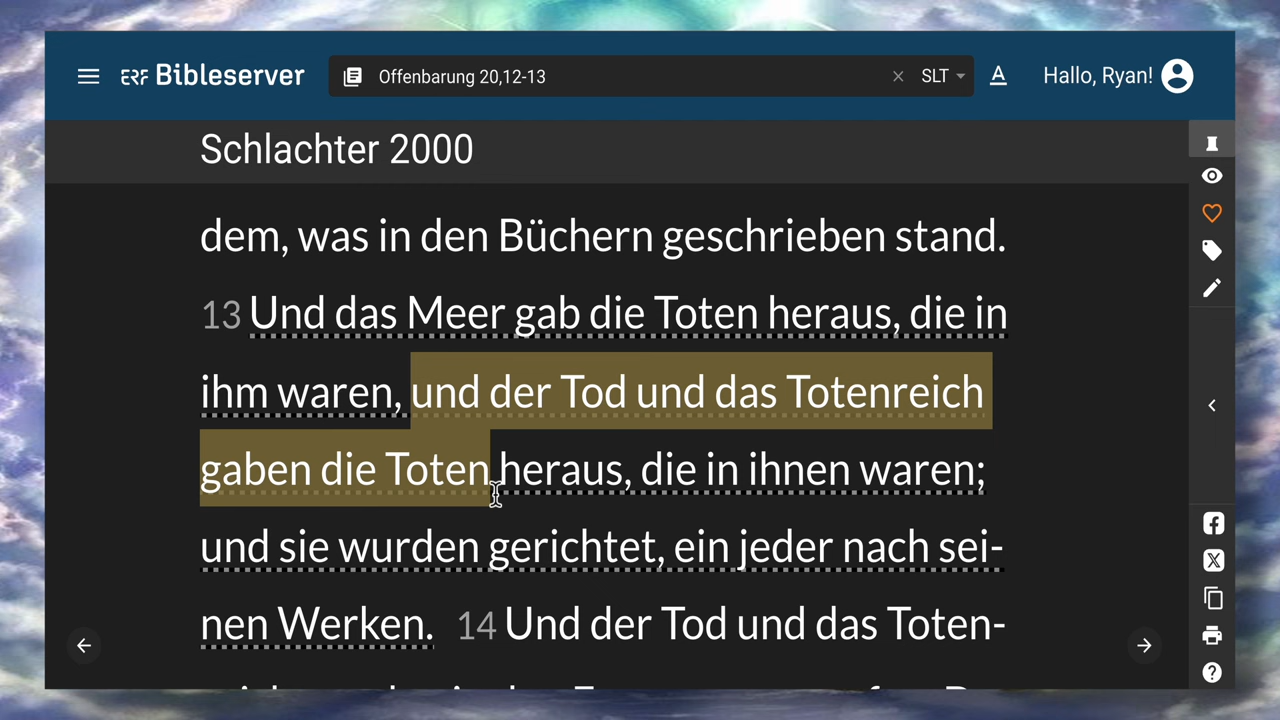 ERF Bibleserver
Offenbarung 20,12-13
SLT
A
Hallo, Ryan!
Schlachter 2000
dem, was in den Büchern geschrieben stand.
13 Und das Meer gab die Toten heraus, die in
ihm waren, und der Tod und das Totenreich
gaben die Toten heraus, die in ihnen waren;
und sie wurden gerichtet, ein jeder nach sei-
nen Werken. 14 Und der Tod und das Toten-